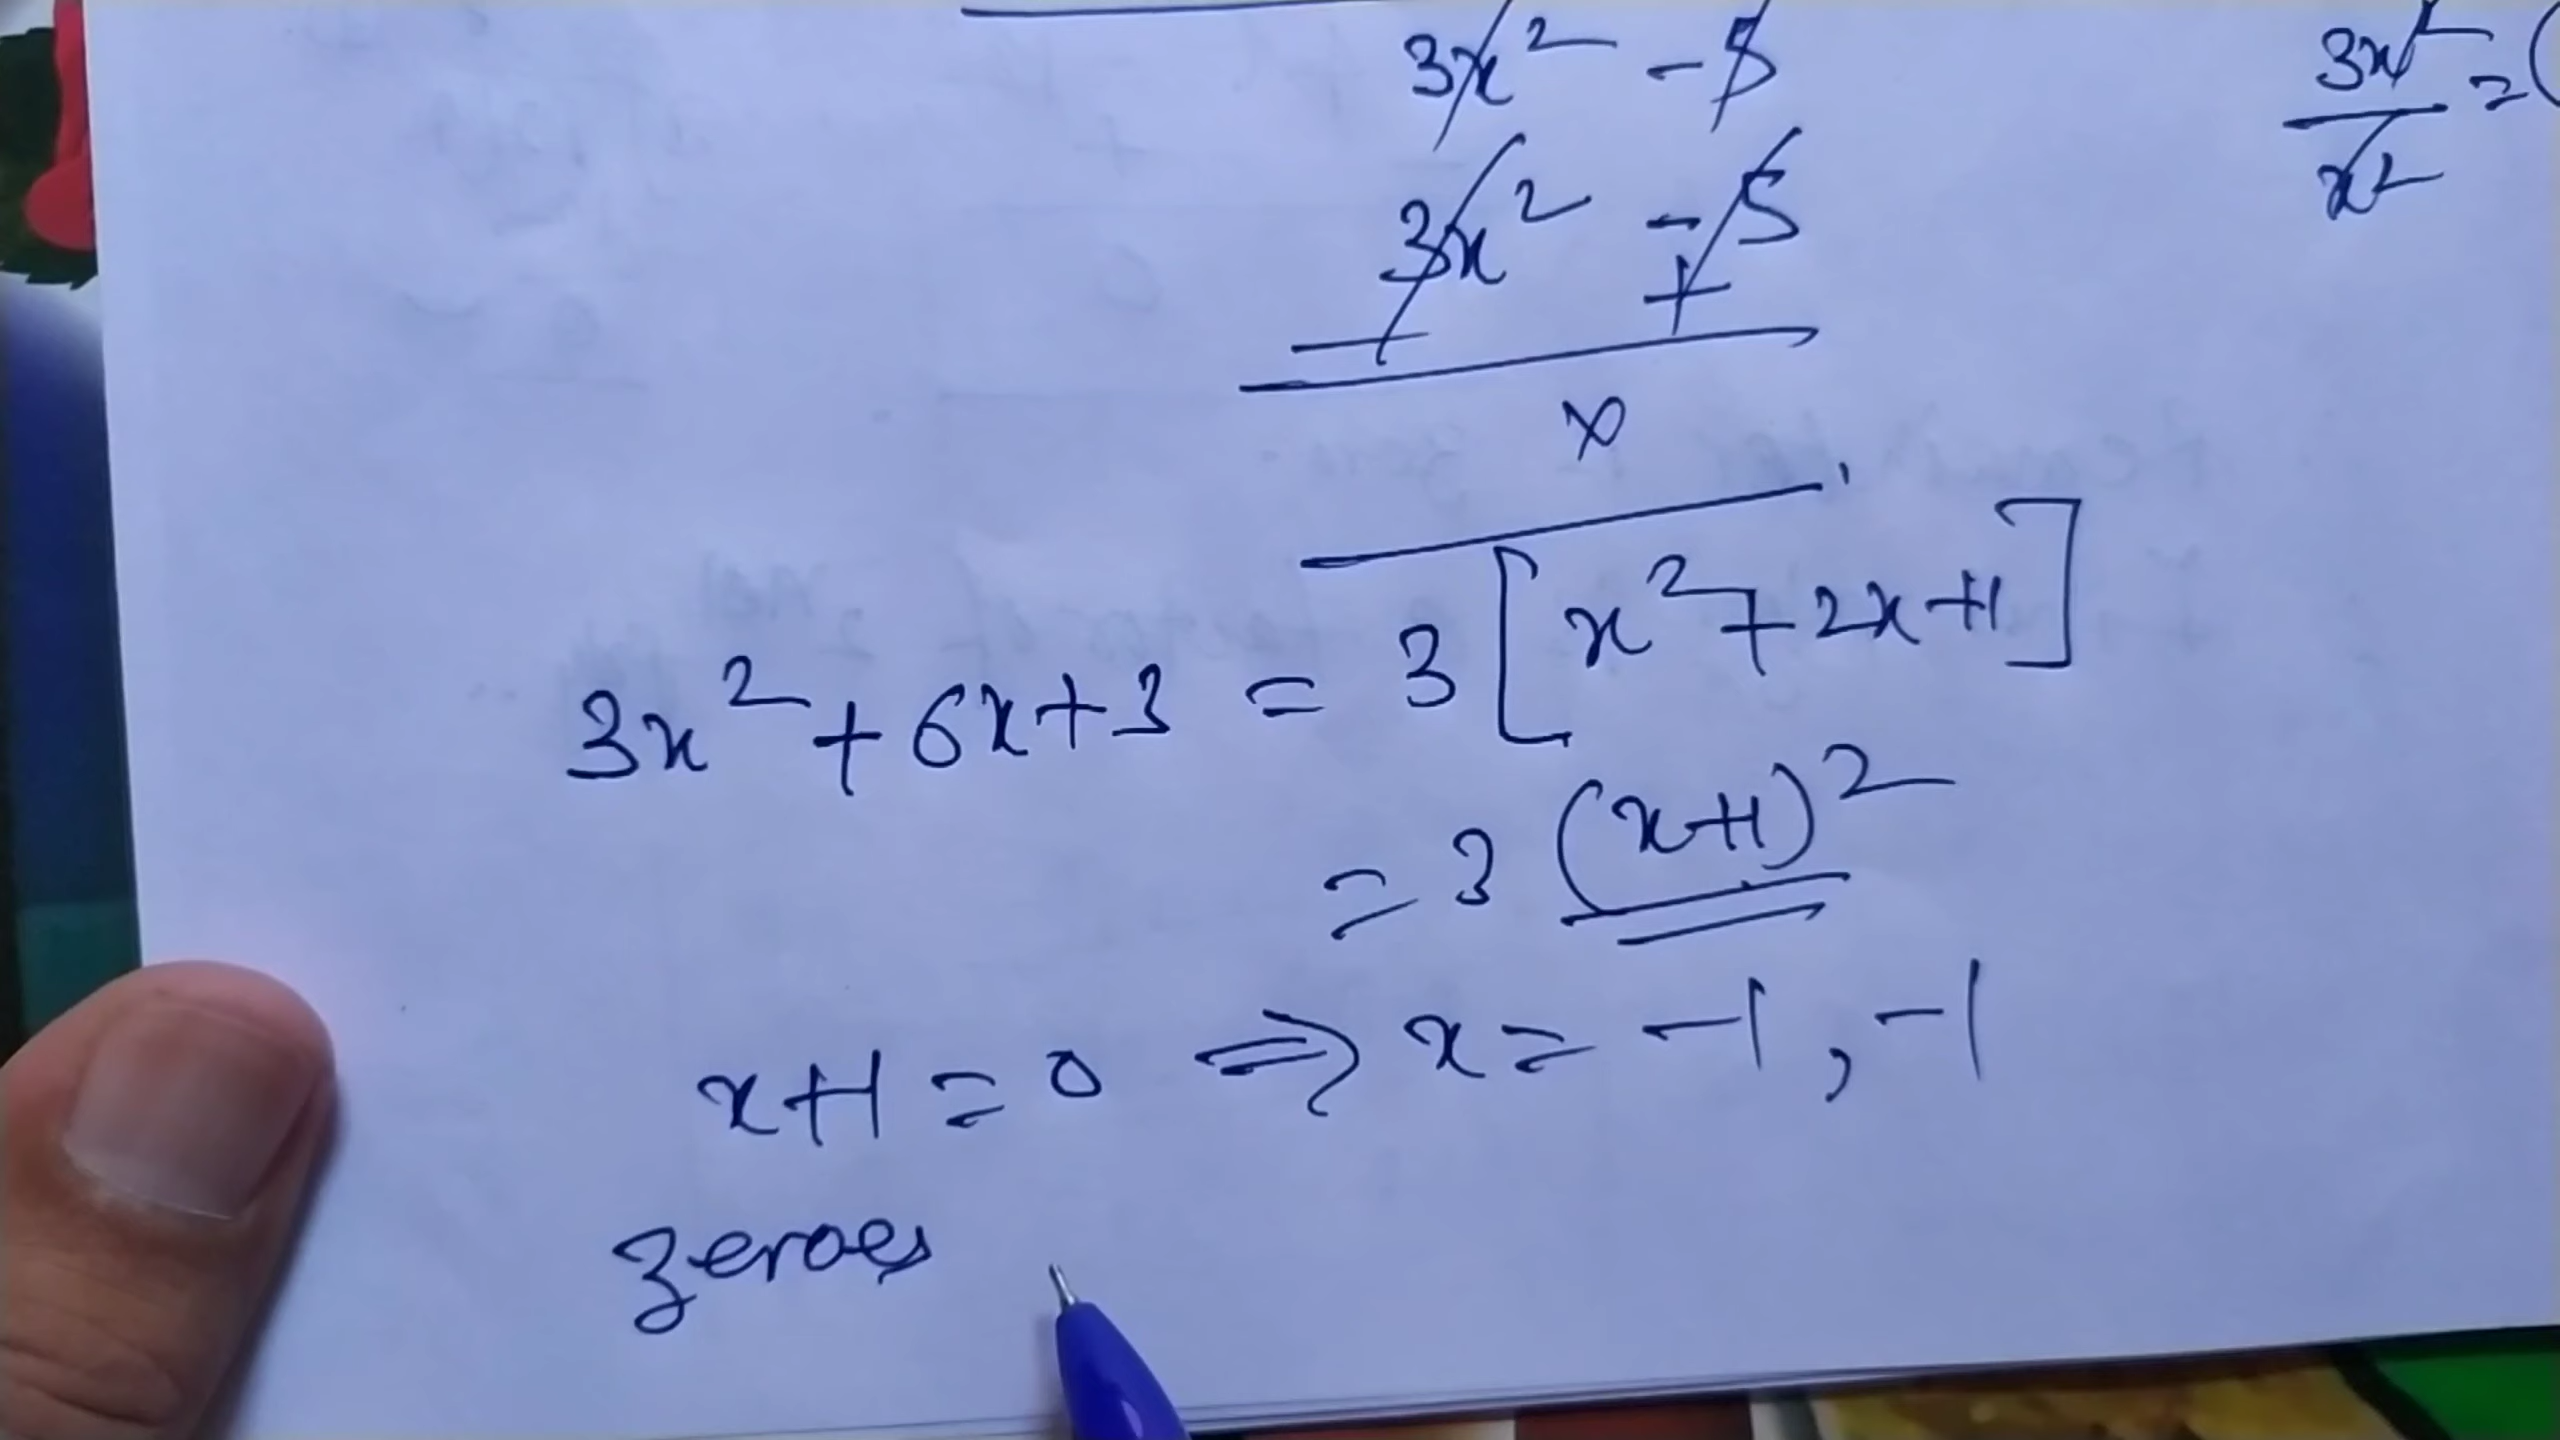 3x² - 5
3x² = (
x²
3x² - 5
- +
x
3x² + 6x + 3 = 3 [x² + 2x + 1]
= 3 (x+1)²
x+1 = 0 ⇒ x = -1, -1
zeroes